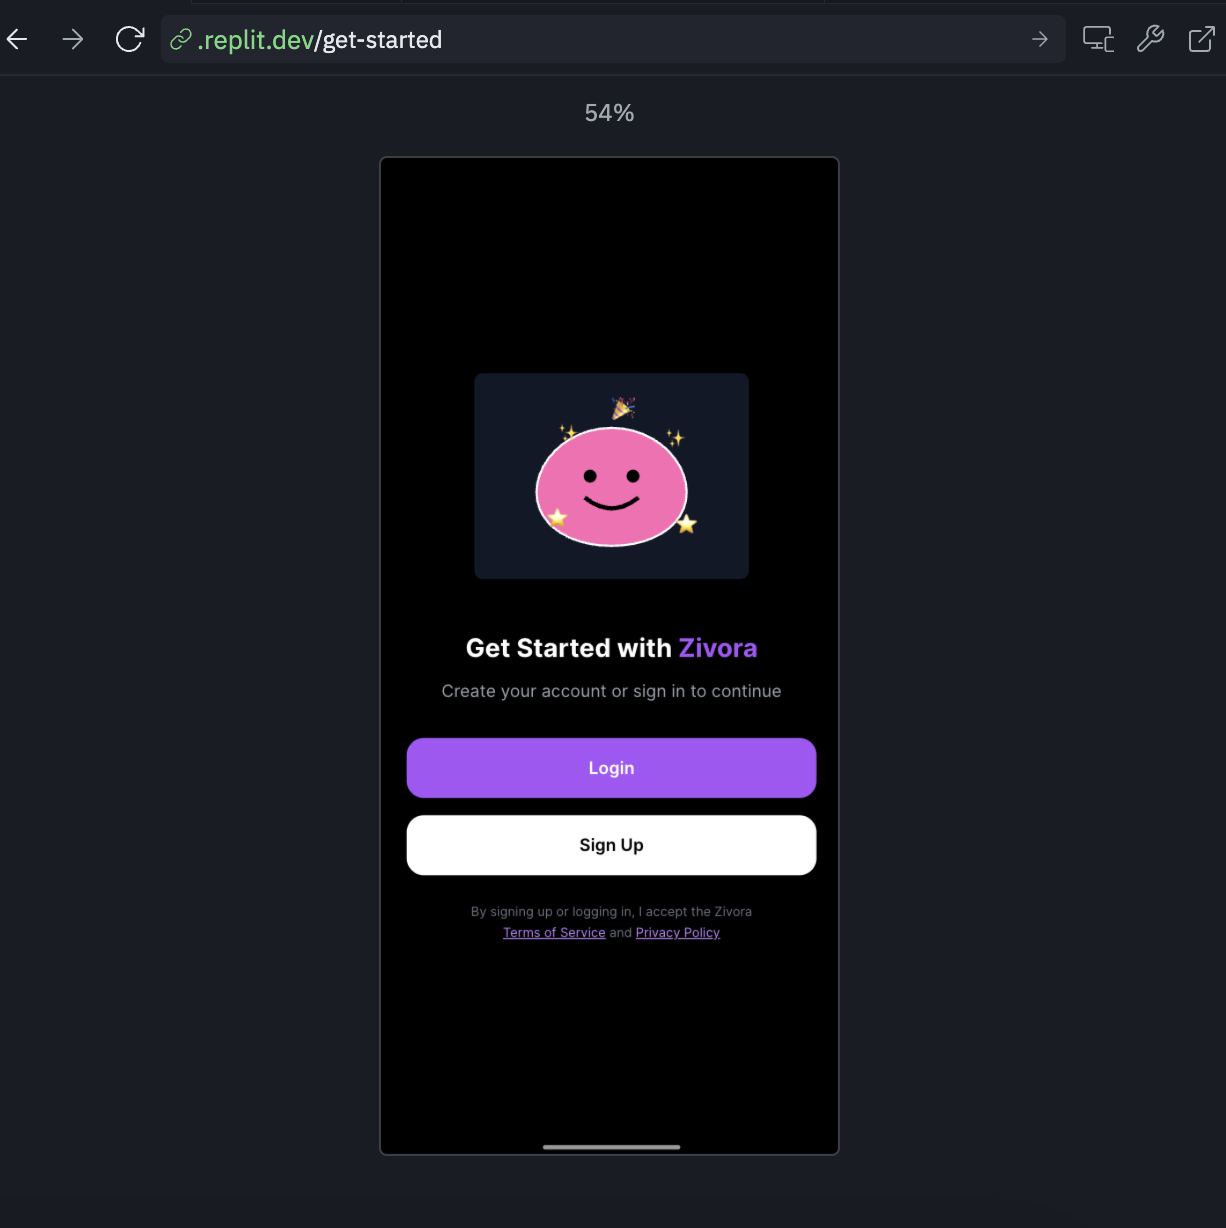 .replit.dev/get-started
54%
Get Started with Zivora
Create your account or sign in to continue
Login
Sign Up
By signing up or logging in, I accept the Zivora
Terms of Service and Privacy Policy